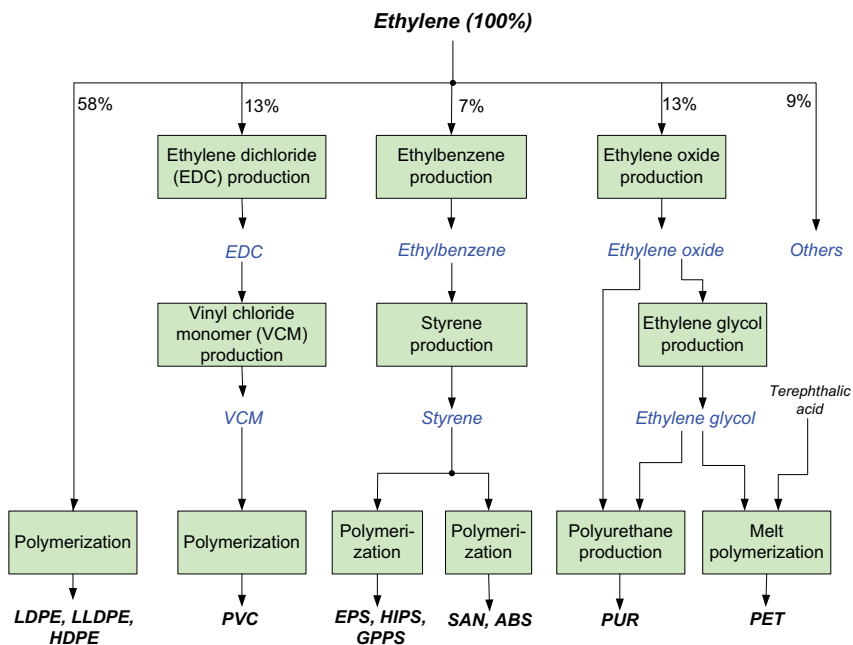 Ethylene (100%)
58%
13%
7%
13%
9%
Ethylene dichloride
(EDC) production
Ethylbenzene
production
Ethylene oxide
production
EDC
Ethylbenzene
Ethylene oxide
Others
Vinyl chloride
monomer (VCM)
production
Styrene
production
Ethylene glycol
production
Terephthalic
acid
VCM
Styrene
Ethylene glycol
Polymerization
Polymerization
Polymeri-
zation
Polymeri-
zation
Polyurethane
production
Melt
polymerization
LDPE, LLDPE,
HDPE
PVC
EPS, HIPS,
GPPS
SAN, ABS
PUR
PET